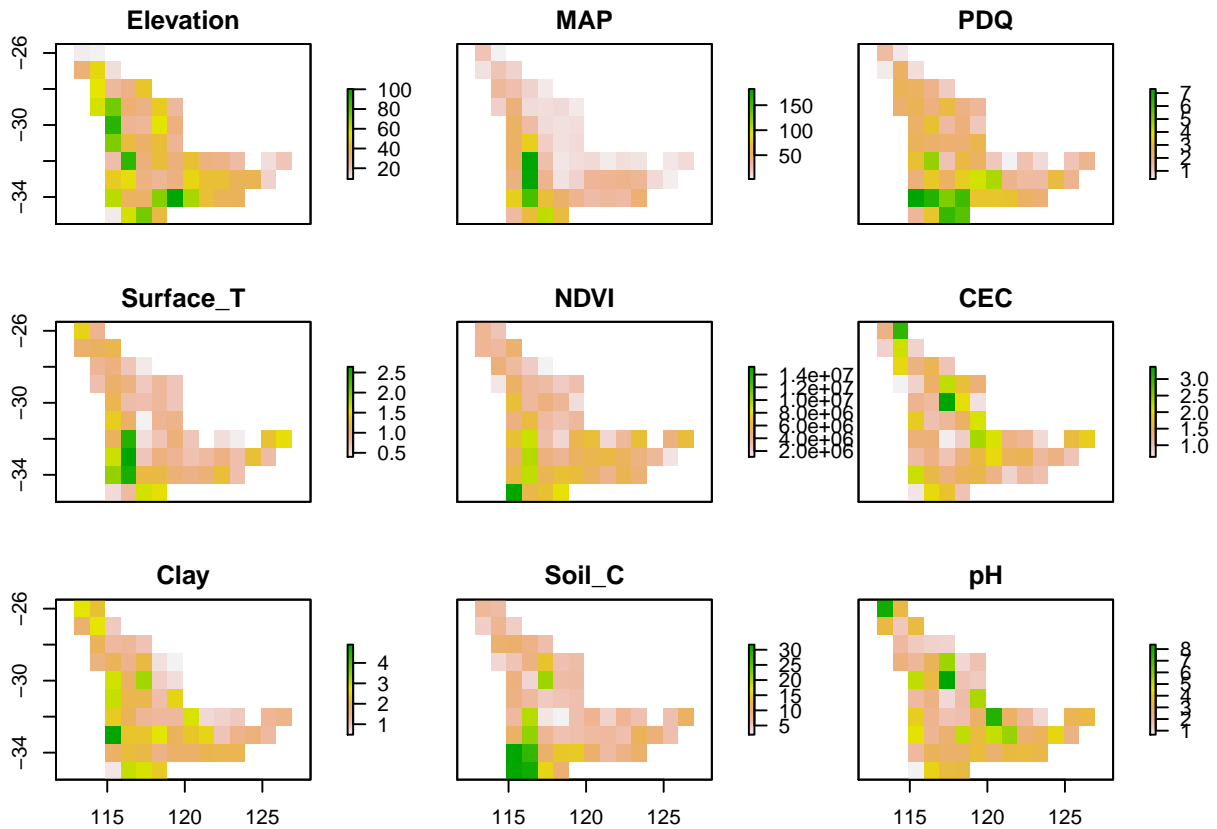 Elevation
MAP
PDQ
−26
−30
−34
100
80
60
40
20
150
100
50
7
6
5
4
3
2
1
Surface_T
NDVI
CEC
−26
−30
−34
2.5
2.0
1.5
1.0
0.5
1.4e+07
1.2e+07
1.0e+07
8.0e+06
6.0e+06
4.0e+06
2.0e+06
3.0
2.5
2.0
1.5
1.0
Clay
Soil_C
pH
−26
−30
−34
4
3
2
1
30
25
20
15
10
5
8
7
6
5
4
3
2
1
115 120 125
115 120 125
115 120 125